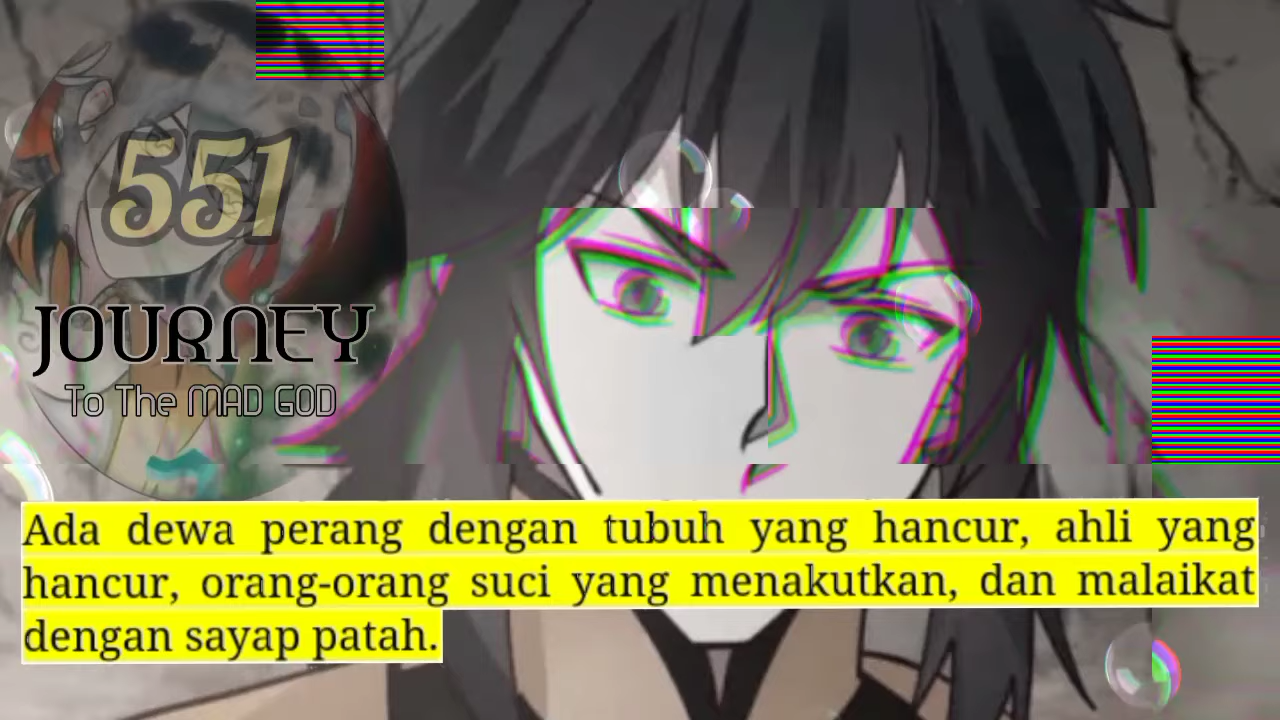 551
JOURNEY
To The MAD GOD
Ada dewa perang dengan tubuh yang hancur, ahli yang
hancur, orang-orang suci yang menakutkan, dan malaikat
dengan sayap patah.